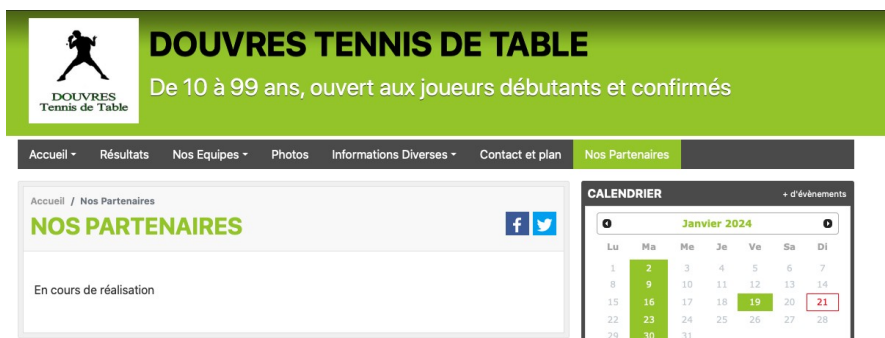 DOUVRES
Tennis de Table
DOUVRES TENNIS DE TABLE
De 10 à 99 ans, ouvert aux joueurs débutants et confirmés
Accueil Résultats Nos Equipes Photos Informations Diverses Contact et plan Nos Partenaires
Accueil / Nos Partenaires
NOS PARTENAIRES
En cours de réalisation
CALENDRIER + d'évènements
Janvier 2024
Lu Ma Me Je Ve Sa Di
1 2 3 4 5 6 7
8 9 10 11 12 13 14
15 16 17 18 19 20 21
22 23 24 25 26 27 28
29 30 31